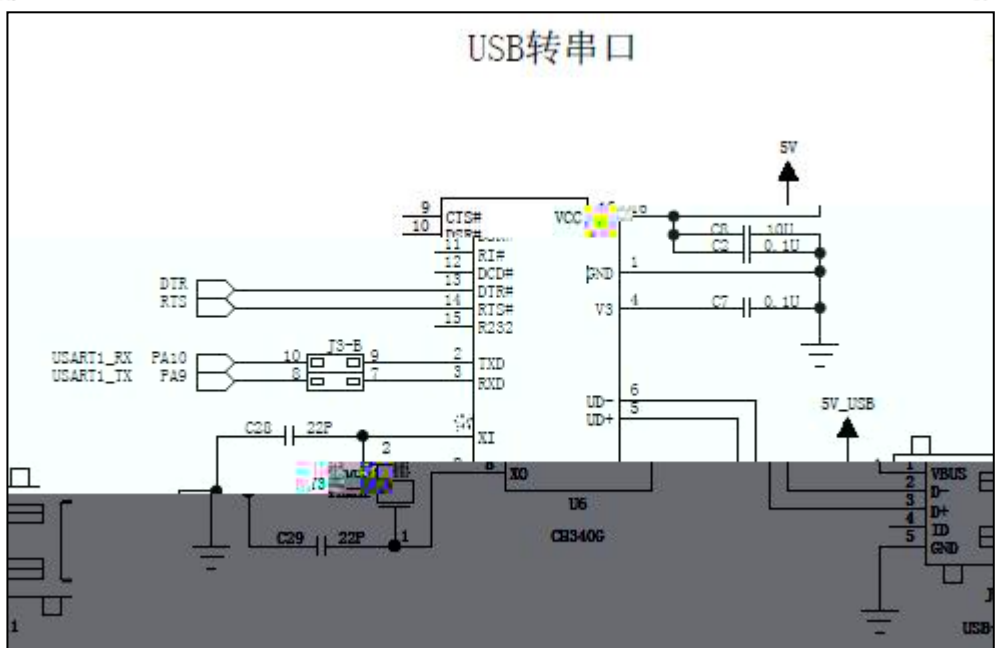 USB转串口
5V
9 CTS# VCC
10 DSR# C8 10U
11 RI# C2 0.1U
12 DCD# GND 1
DTR 13 DTR#
RTS 14 RTS# V3 4 C7 0.1U
15 R232
J3-B
USART1_RX PA10 10 9 2 TXD
USART1_TX PA9 8 7 3 RXD
UD- 6
UD+ 5 5V_USB
C28 22P XI
2
8 XO 1 VBUS
2 D-
U6 3 D+
4 ID
C29 22P 1 CH340G 5 GND
1 USB-